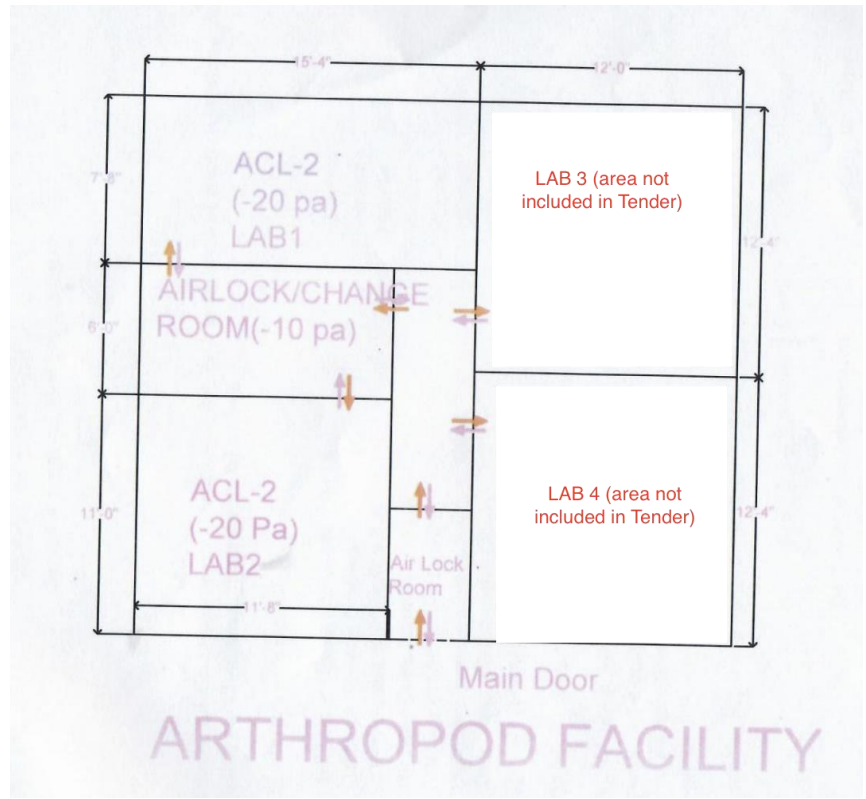 15'-4"
12'-0"
7'-8"
ACL-2
(-20 pa)
LAB1
LAB 3 (area not
included in Tender)
12'-4"
AIRLOCK/CHANGE
ROOM(-10 pa)
6'-0"
ACL-2
(-20 Pa)
LAB2
11'-0"
LAB 4 (area not
included in Tender)
12'-4"
Air Lock
Room
11'-8"
Main Door
ARTHROPOD FACILITY